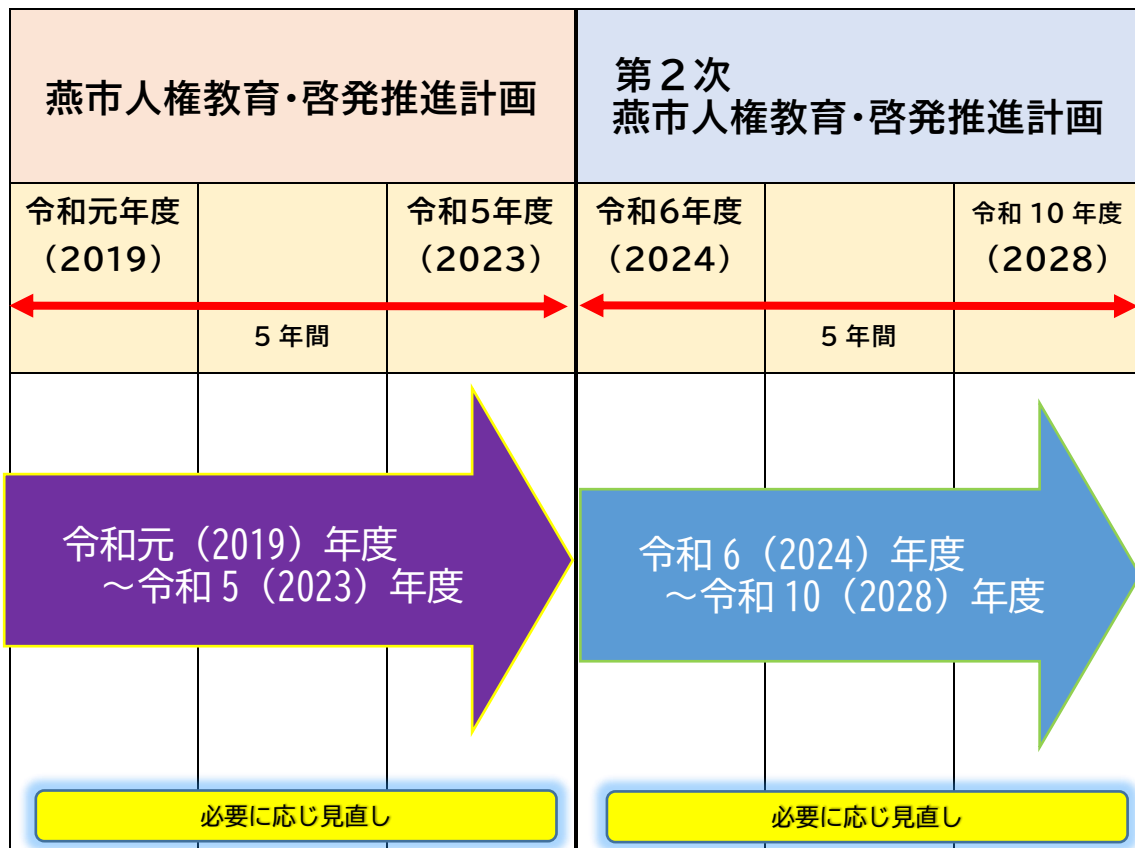 燕市人権教育・啓発推進計画
第２次
燕市人権教育・啓発推進計画
令和元年度
（2019）
令和5年度
（2023）
令和6年度
（2024）
令和 10 年度
（2028）
5 年間
5 年間
令和元（2019）年度
～令和 5（2023）年度
令和 6（2024）年度
～令和 10（2028）年度
必要に応じ見直し
必要に応じ見直し